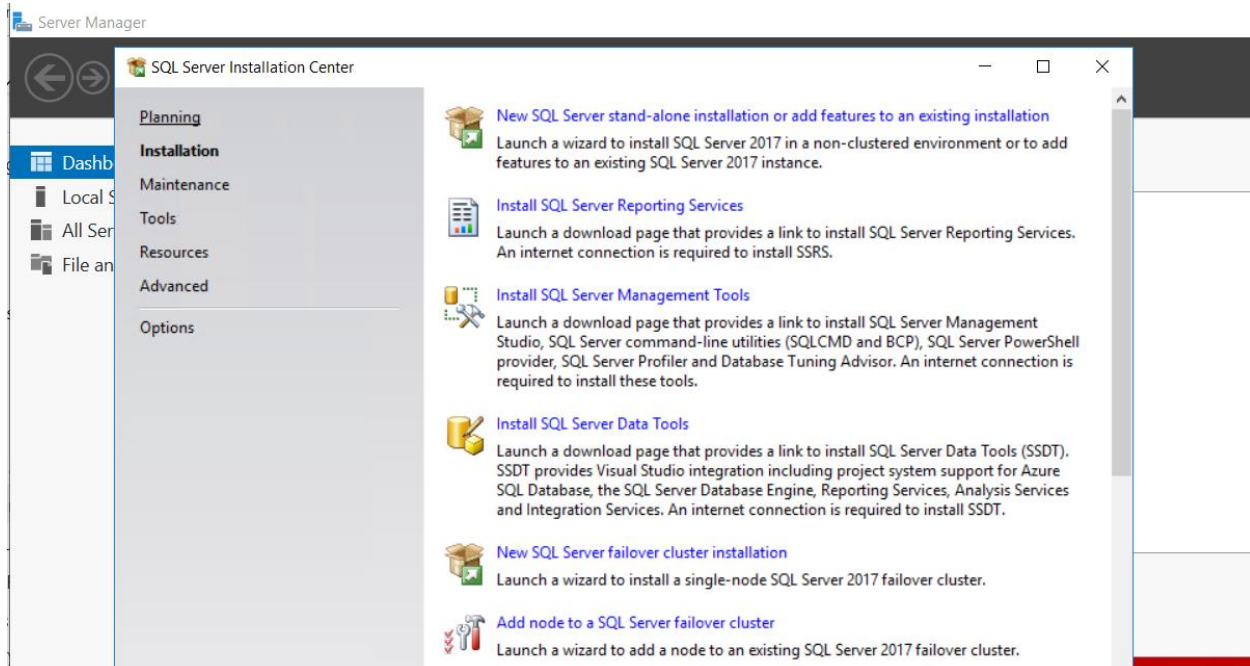 Server Manager
SQL Server Installation Center
Planning
Installation
Maintenance
Tools
Resources
Advanced
Options
Dashb
Local S
All Ser
File an
New SQL Server stand-alone installation or add features to an existing installation
Launch a wizard to install SQL Server 2017 in a non-clustered environment or to add
features to an existing SQL Server 2017 instance.
Install SQL Server Reporting Services
Launch a download page that provides a link to install SQL Server Reporting Services.
An internet connection is required to install SSRS.
Install SQL Server Management Tools
Launch a download page that provides a link to install SQL Server Management
Studio, SQL Server command-line utilities (SQLCMD and BCP), SQL Server PowerShell
provider, SQL Server Profiler and Database Tuning Advisor. An internet connection is
required to install these tools.
Install SQL Server Data Tools
Launch a download page that provides a link to install SQL Server Data Tools (SSDT).
SSDT provides Visual Studio integration including project system support for Azure
SQL Database, the SQL Server Database Engine, Reporting Services, Analysis Services
and Integration Services. An internet connection is required to install SSDT.
New SQL Server failover cluster installation
Launch a wizard to install a single-node SQL Server 2017 failover cluster.
Add node to a SQL Server failover cluster
Launch a wizard to add a node to an existing SQL Server 2017 failover cluster.